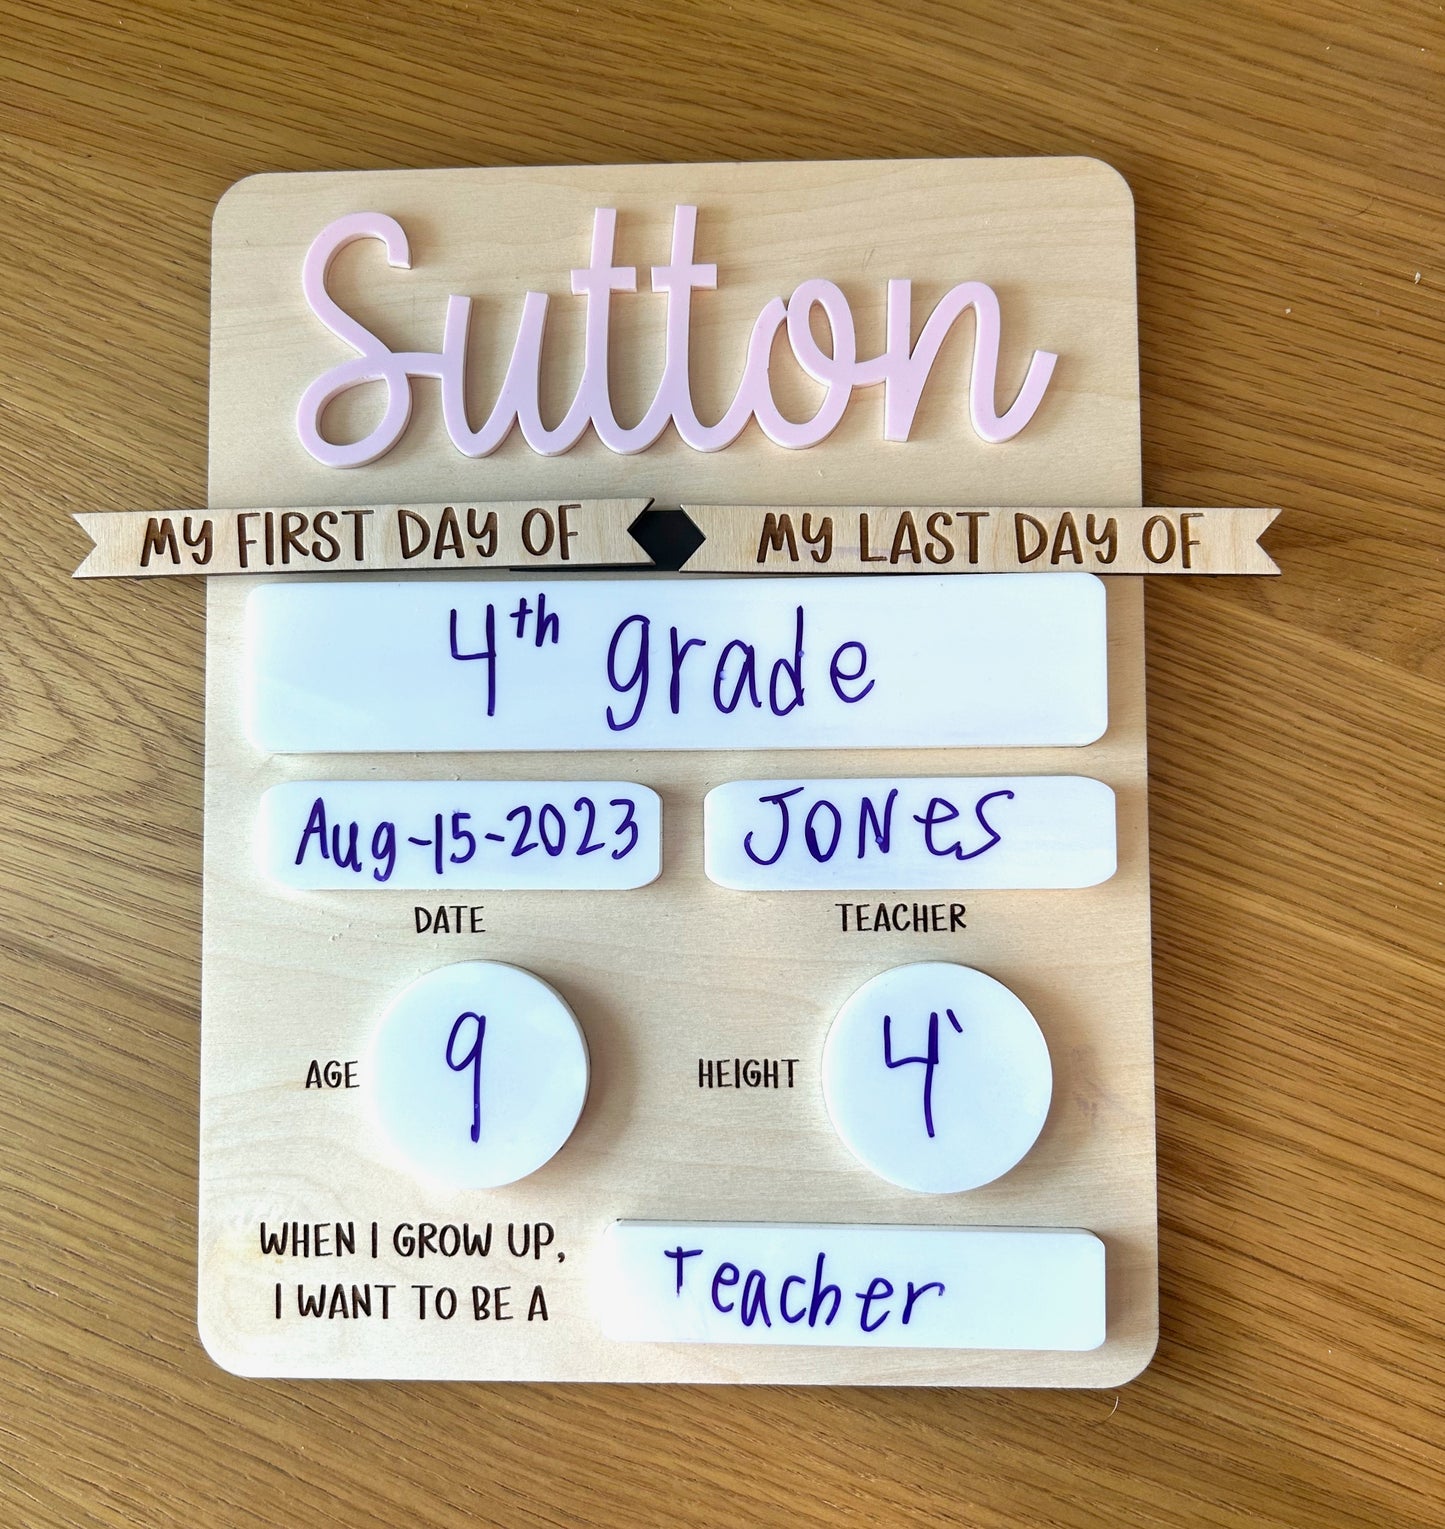 Sutton
MY FIRST DAY OF MY LAST DAY OF
4th grade
Aug-15-2023 JONes
DATE TEACHER
AGE 9 HEIGHT 4'
WHEN I GROW UP,
I WANT TO BE A Teacher